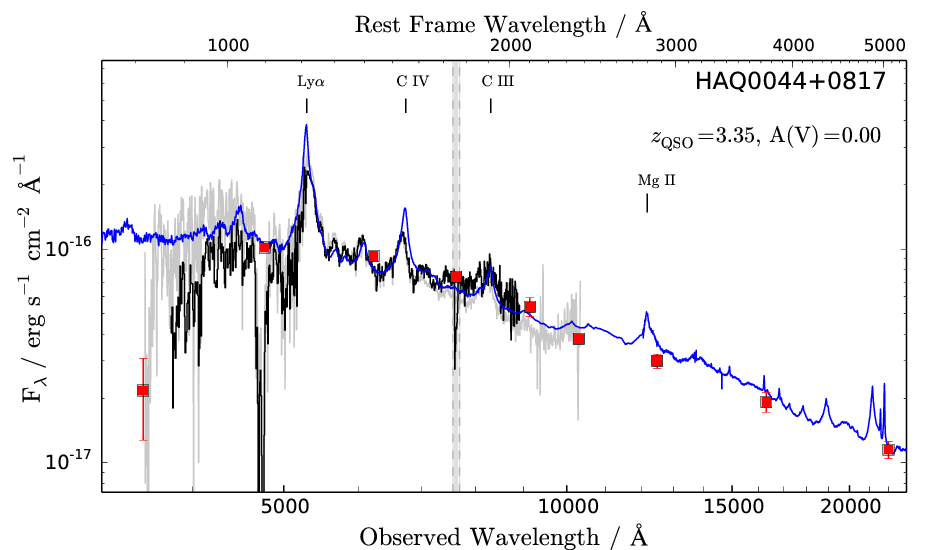 Rest Frame Wavelength / Å
1000 2000 3000 4000 5000
Lyα C IV C III HAQ0044+0817
z_QSO = 3.35, A(V) = 0.00
Mg II
F_λ / erg s⁻¹ cm⁻² Å⁻¹
10⁻¹⁶
10⁻¹⁷
5000 10000 15000 20000
Observed Wavelength / Å